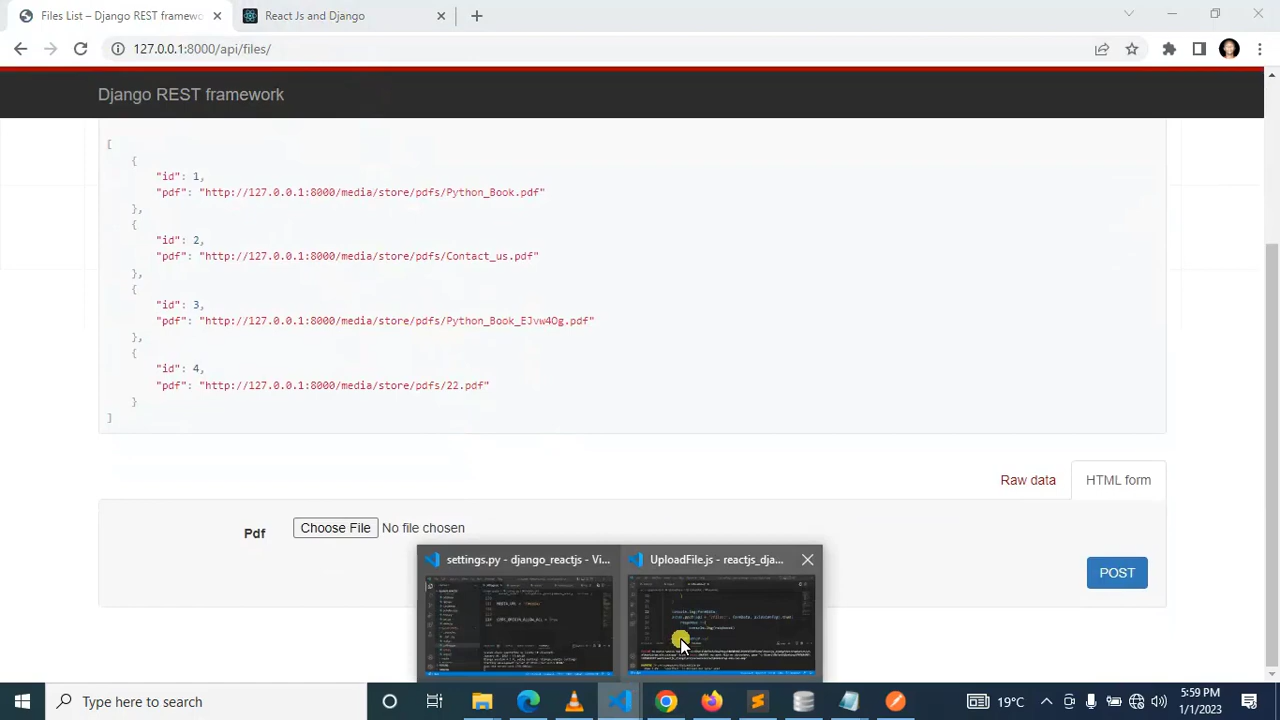 Files List – Django REST framewo
React Js and Django
127.0.0.1:8000/api/files/
Django REST framework
[
{
"id": 1,
"pdf": "http://127.0.0.1:8000/media/store/pdfs/Python_Book.pdf"
},
{
"id": 2,
"pdf": "http://127.0.0.1:8000/media/store/pdfs/Contact_us.pdf"
},
{
"id": 3,
"pdf": "http://127.0.0.1:8000/media/store/pdfs/Python_Book_EJvw4Og.pdf"
},
{
"id": 4,
"pdf": "http://127.0.0.1:8000/media/store/pdfs/22.pdf"
}
]
Raw data
HTML form
Pdf
Choose File No file chosen
POST
settings.py - django_reactjs - Vi...
UploadFile.js - reactjs_dja...
Type here to search
19°C
5:59 PM
1/1/2023